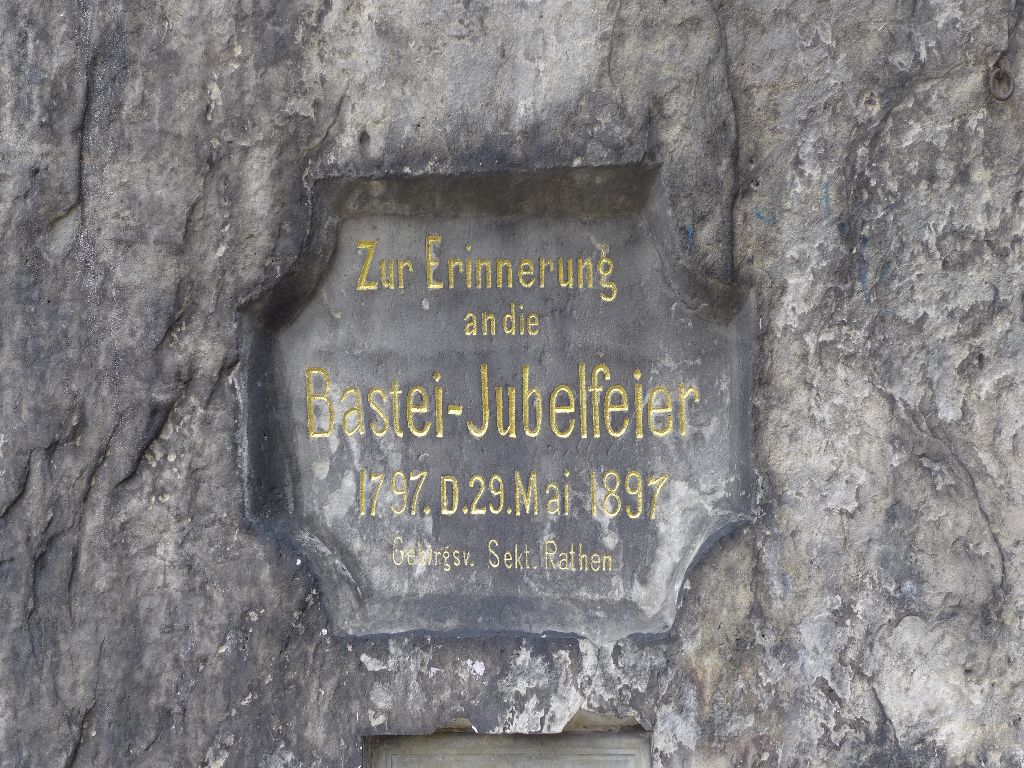 Zur Erinnerung
an die
Bastei-Jubelfeier
1797. D. 29. Mai 1897
Gebirgsv. Sekt. Rathen